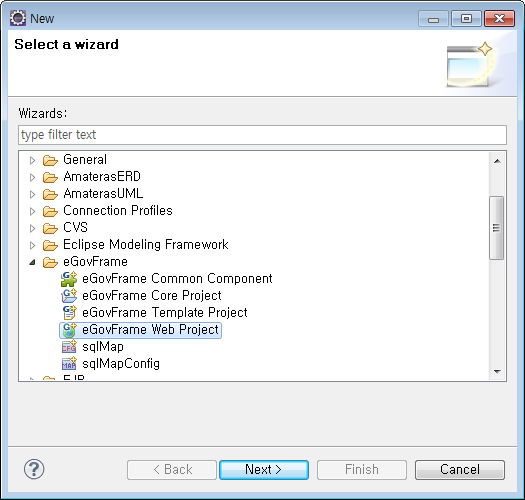 New
Select a wizard
Wizards:
type filter text
General
AmaterasERD
AmaterasUML
Connection Profiles
CVS
Eclipse Modeling Framework
eGovFrame
eGovFrame Common Component
eGovFrame Core Project
eGovFrame Template Project
eGovFrame Web Project
sqlMap
sqlMapConfig
EJB
< Back
Next >
Finish
Cancel